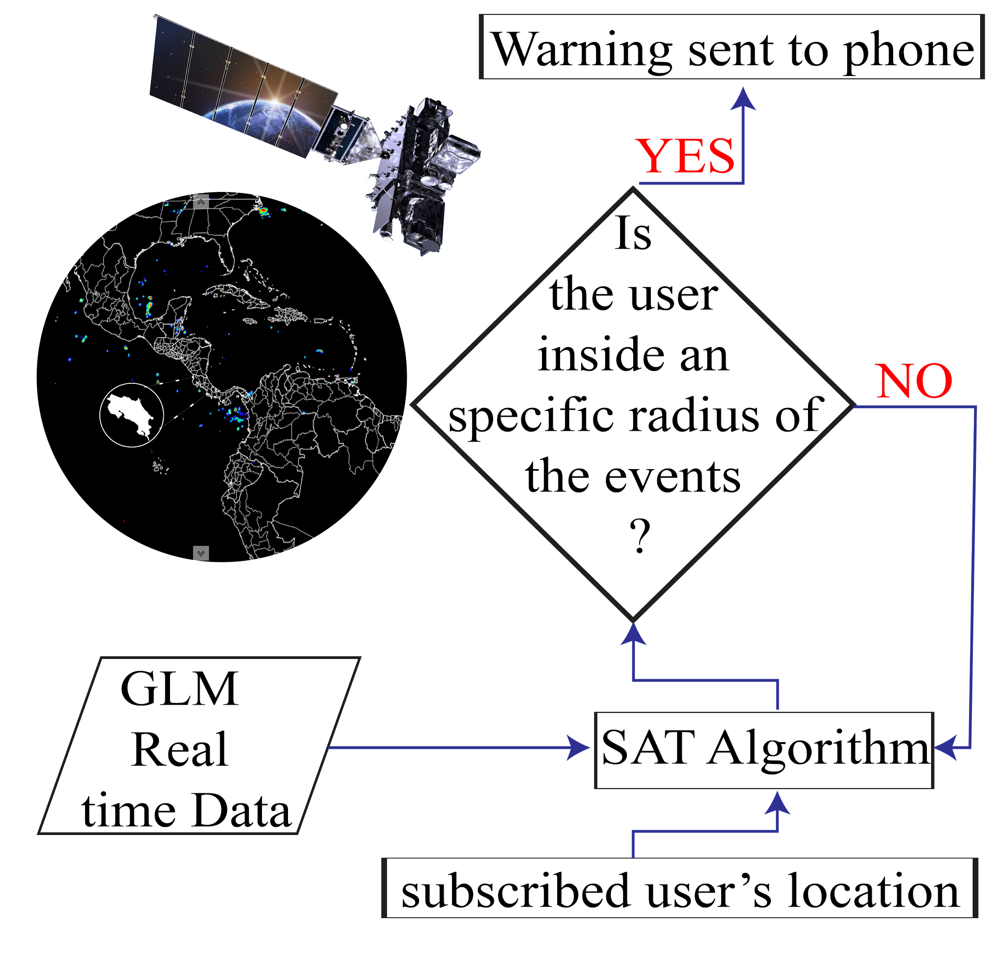 Warning sent to phone
YES
Is
the user
inside an
specific radius of
the events
?
NO
GLM
Real
time Data
SAT Algorithm
subscribed user’s location